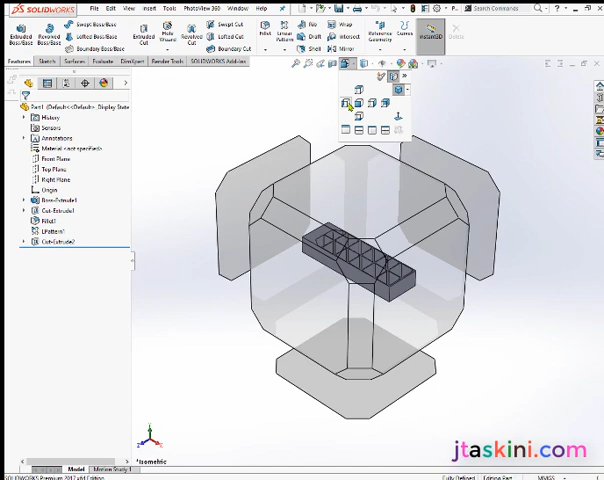 SOLIDWORKS File Edit View Insert Tools PhotoView 360 Window Help Part1 Search Commands
Extruded Boss/Base Revolved Boss/Base Swept Boss/Base Lofted Boss/Base Boundary Boss/Base Extruded Cut Hole Wizard Revolved Cut Swept Cut Lofted Cut Boundary Cut Fillet Linear Pattern Rib Draft Shell Wrap Intersect Mirror Reference Geometry Curves Instant3D
Features Sketch Surfaces Evaluate DimXpert Render Tools SOLIDWORKS Add-Ins
History
Sensors
Annotations
Material <not specified>
Front Plane
Top Plane
Right Plane
Origin
Boss-Extrude1
Cut-Extrude1
Fillet1
LPattern1
Cut-Extrude2
*Isometric
jtaskini.com
Model Motion Study 1
SOLIDWORKS Premium 2017 x64 Edition Fully Defined Editing Part MMGS